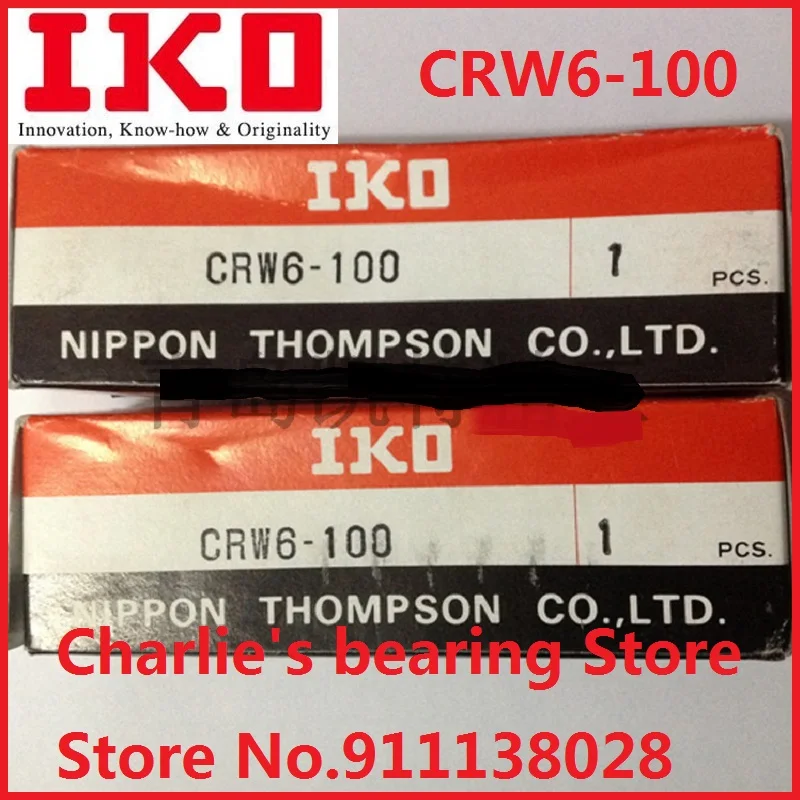 IKO
Innovation, Know-how & Originality
CRW6-100
IKO
CRW6-100 1 PCS.
NIPPON THOMPSON CO.,LTD.
IKO
CRW6-100 1 PCS.
NIPPON THOMPSON CO.,LTD.
Charlie's bearing Store
Store No.911138028